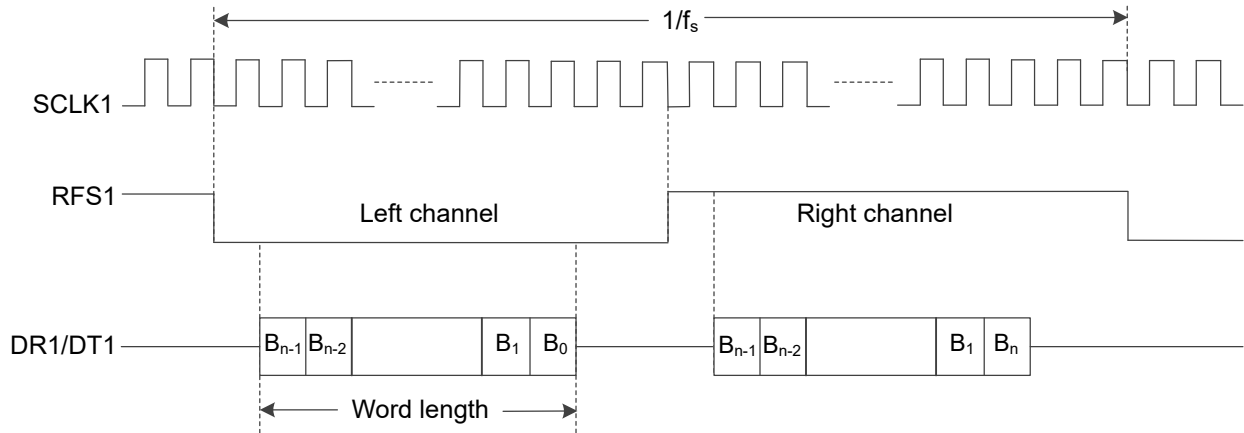 1/fs
SCLK1
RFS1
Left channel
Right channel
DR1/DT1
Bn-1 Bn-2 B1 B0 Bn-1 Bn-2 B1 Bn
Word length